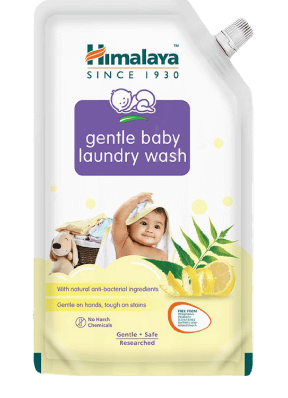 Himalaya™
SINCE 1930
gentle baby
laundry wash
With natural anti-bacterial ingredients
Gentle on hands, tough on stains
No Harsh
Chemicals
FREE FROM
Gentle • Safe
Researched